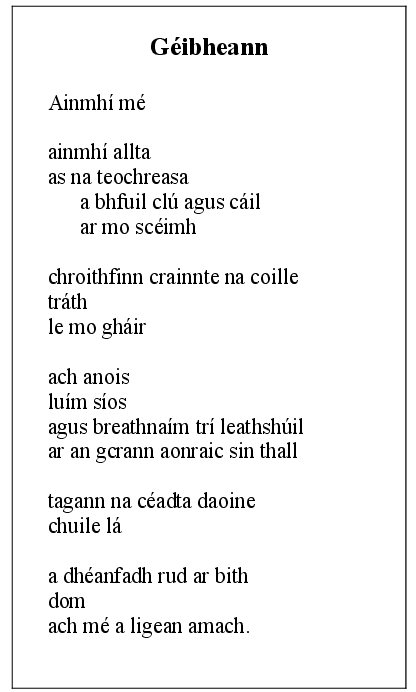 Géibheann
Ainmhí mé
ainmhí allta
as na teochreasa
a bhfuil clú agus cáil
ar mo scéimh
chroithfinn crainnte na coille
tráth
le mo gháir
ach anois
luím síos
agus breathnaím trí leathshúil
ar an gcrann aonraic sin thall
tagann na céadta daoine
chuile lá
a dhéanfadh rud ar bith
dom
ach mé a ligean amach.